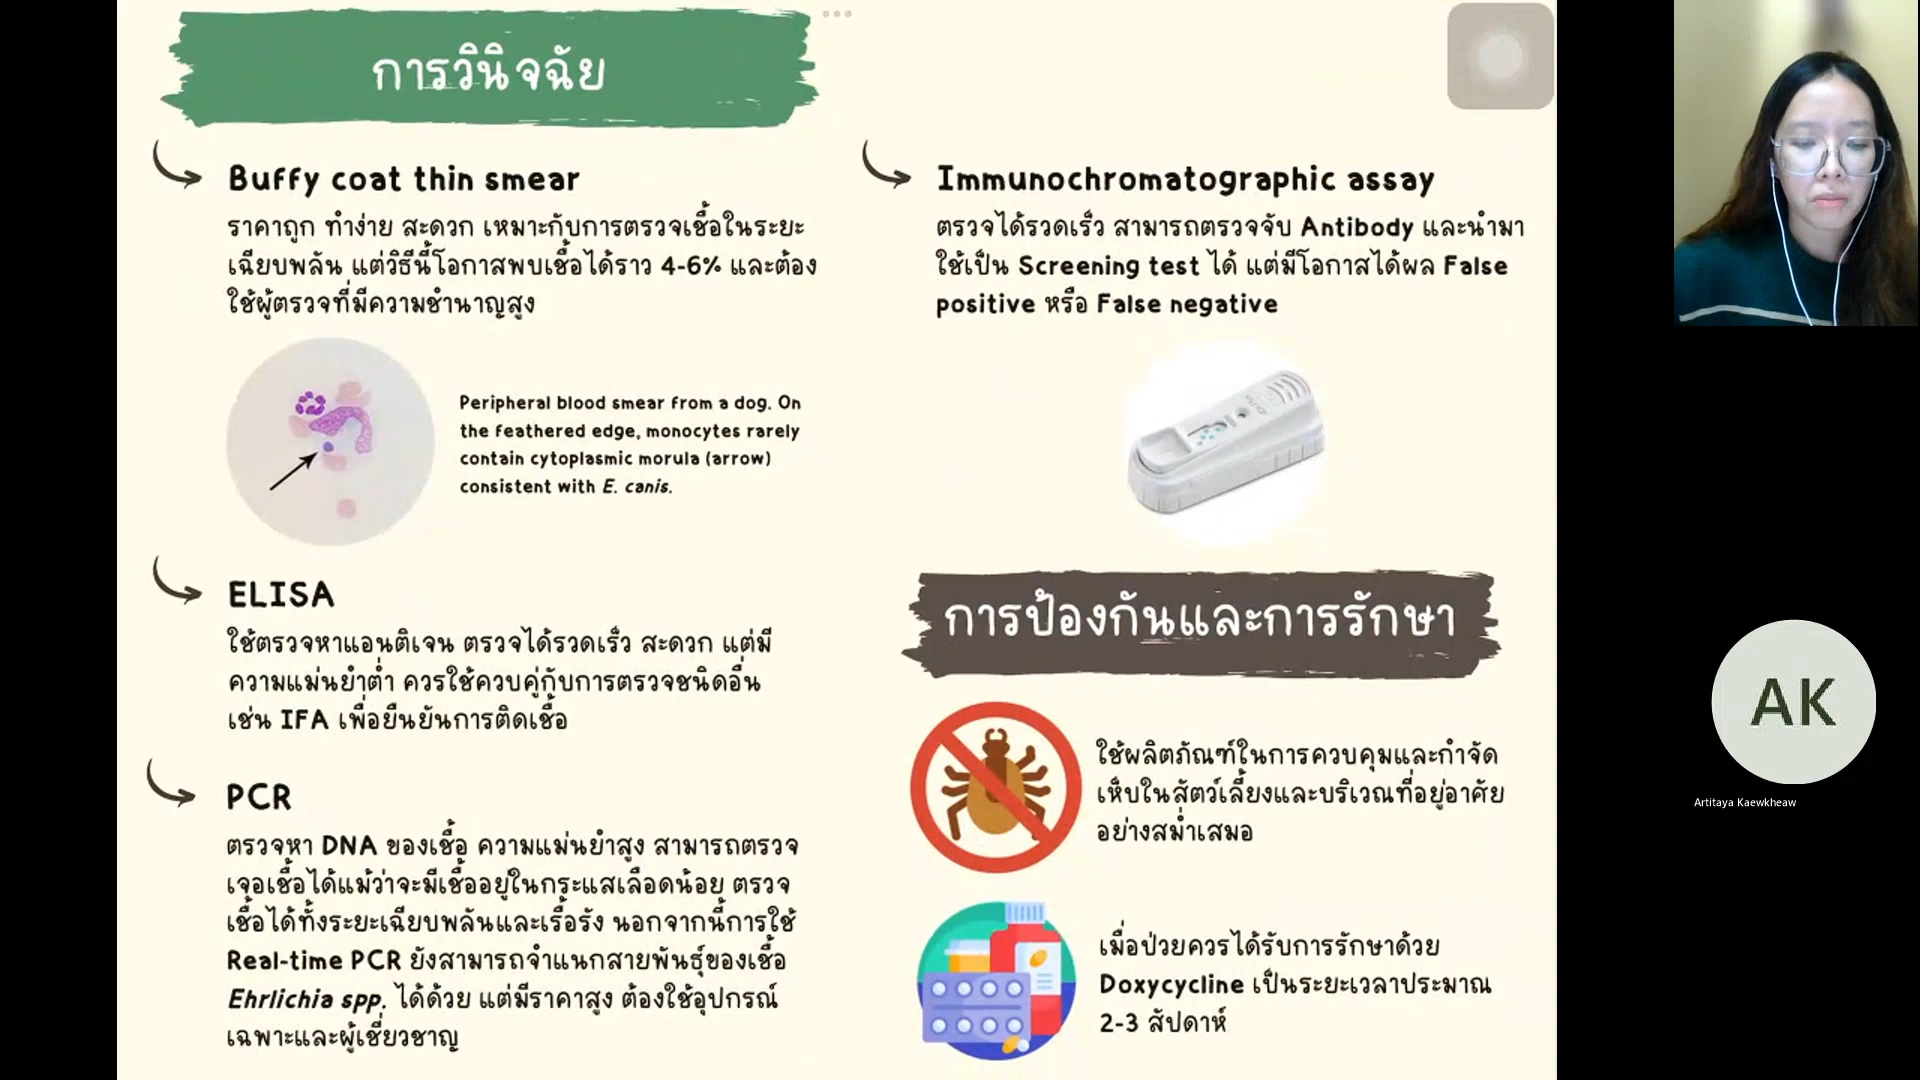 การวินิจฉัย
Buffy coat thin smear
ราคาถูก ทำง่าย สะดวก เหมาะกับการตรวจเชื้อในระยะ
เฉียบพลัน แต่วิธีนี้โอกาสพบเชื้อได้ราว 4-6% และต้อง
ใช้ผู้ตรวจที่มีความชำนาญสูง
Peripheral blood smear from a dog. On
the feathered edge, monocytes rarely
contain cytoplasmic morula (arrow)
consistent with E. canis.
ELISA
ใช้ตรวจหาแอนติเจน ตรวจได้รวดเร็ว สะดวก แต่มี
ความแม่นยำต่ำ ควรใช้ควบคู่กับการตรวจชนิดอื่น
เช่น IFA เพื่อยืนยันการติดเชื้อ
PCR
ตรวจหา DNA ของเชื้อ ความแม่นยำสูง สามารถตรวจ
เจอเชื้อได้แม้ว่าจะมีเชื้ออยู่ในกระแสเลือดน้อย ตรวจ
เชื้อได้ทั้งระยะเฉียบพลันและเรื้อรัง นอกจากนี้การใช้
Real-time PCR ยังสามารถจำแนกสายพันธุ์ของเชื้อ
Ehrlichia spp. ได้ด้วย แต่มีราคาสูง ต้องใช้อุปกรณ์
เฉพาะและผู้เชี่ยวชาญ
Immunochromatographic assay
ตรวจได้รวดเร็ว สามารถตรวจจับ Antibody และนำมา
ใช้เป็น Screening test ได้ แต่มีโอกาสได้ผล False
positive หรือ False negative
การป้องกันและการรักษา
ใช้ผลิตภัณฑ์ในการควบคุมและกำจัด
เห็บในสัตว์เลี้ยงและบริเวณที่อยู่อาศัย
อย่างสม่ำเสมอ
เมื่อป่วยควรได้รับการรักษาด้วย
Doxycycline เป็นระยะเวลาประมาณ
2-3 สัปดาห์
AK
Artitaya Kaewkheaw